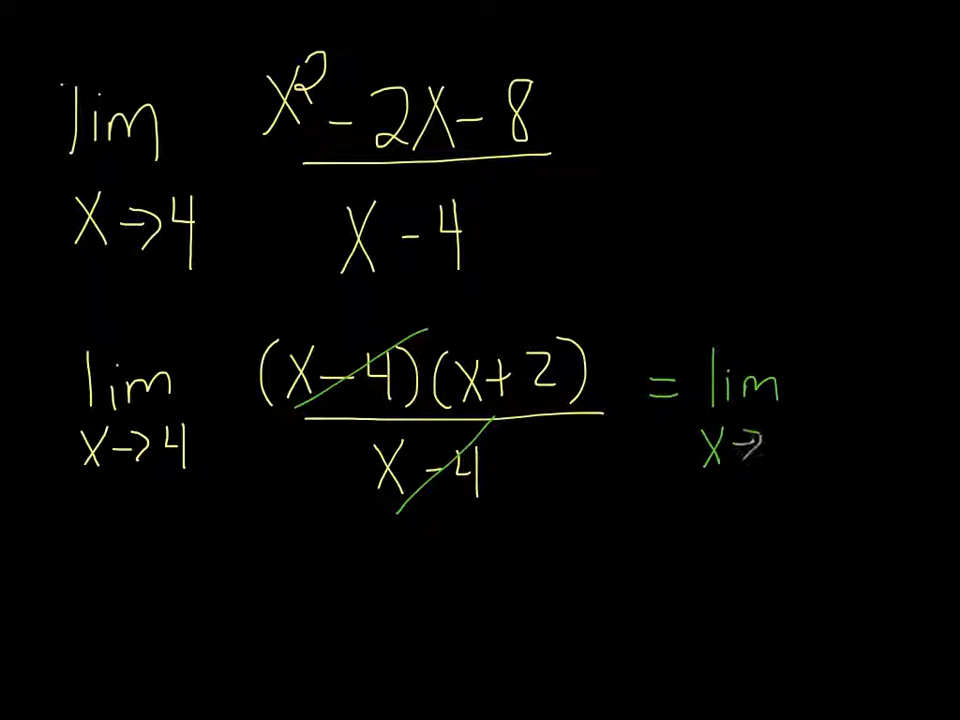 lim x² - 2x - 8
x→4 x - 4
lim (x-4)(x+2) = lim
x→4 x-4 x→